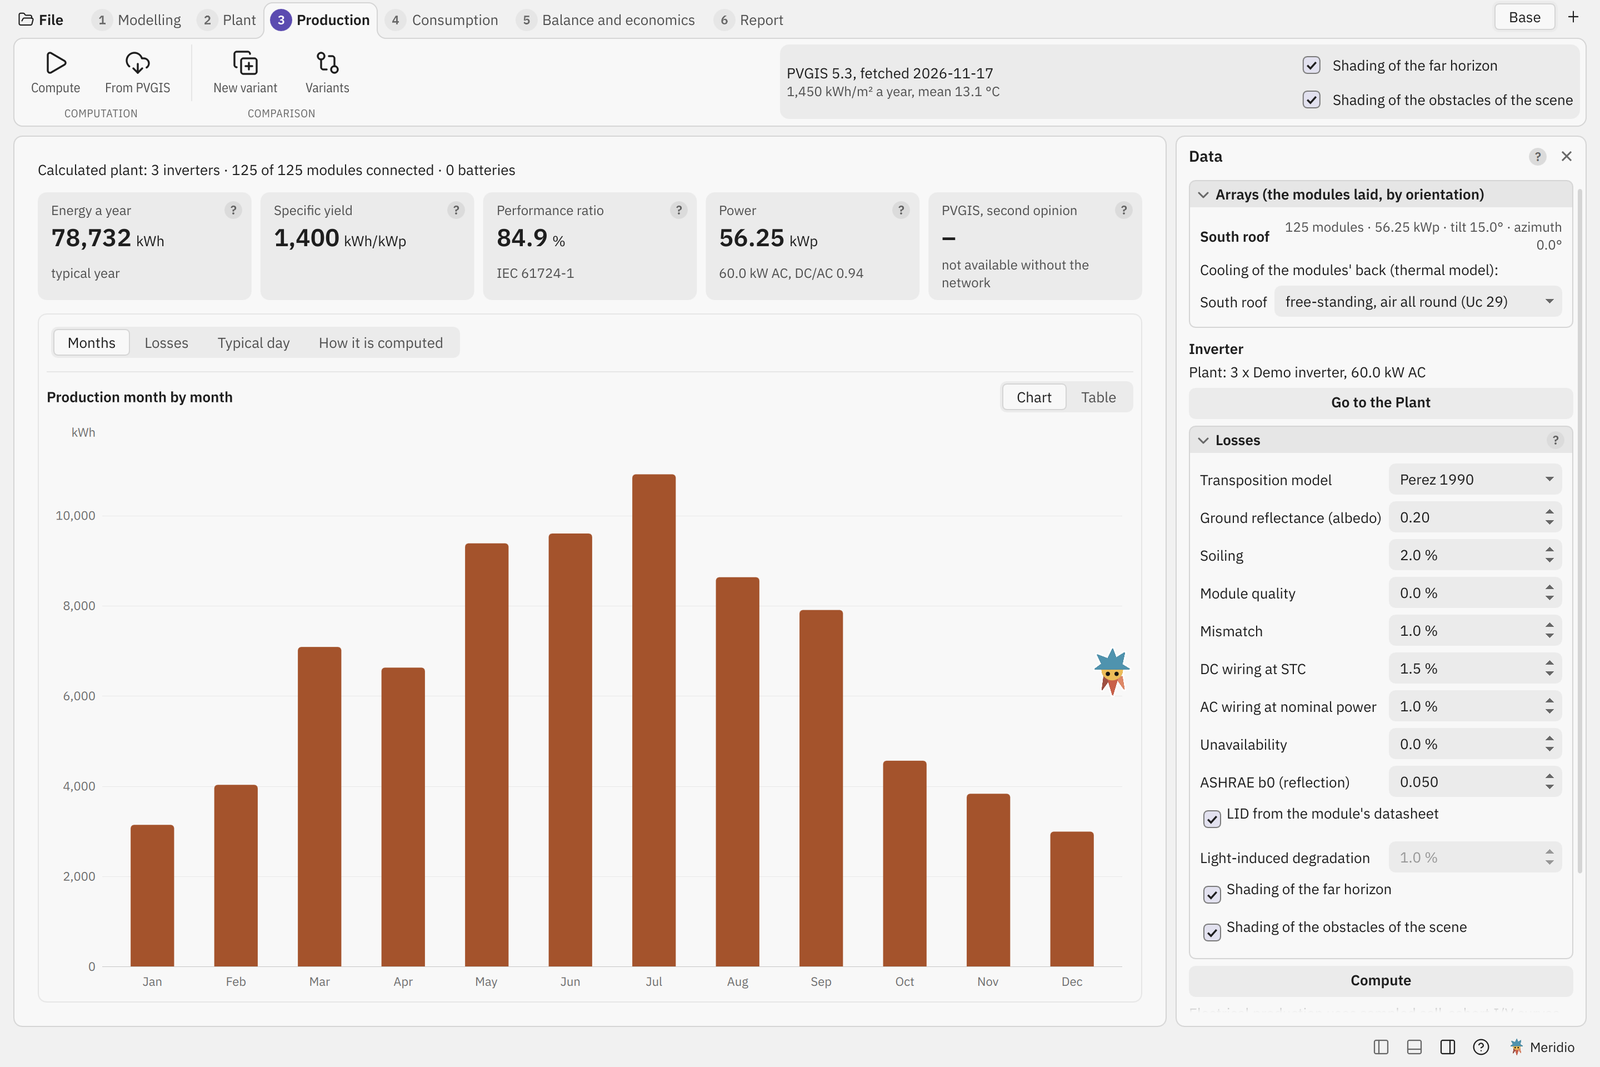 File
1 Modelling
2 Plant
3 Production
4 Consumption
5 Balance and economics
6 Report
Base
Compute
From PVGIS
New variant
Variants
COMPUTATION
COMPARISON
PVGIS 5.3, fetched 2026-11-17
1,450 kWh/m² a year, mean 13.1 °C
Shading of the far horizon
Shading of the obstacles of the scene
Calculated plant: 3 inverters · 125 of 125 modules connected · 0 batteries
Energy a year ?
78,732 kWh
typical year
Specific yield ?
1,400 kWh/kWp
Performance ratio ?
84.9 %
IEC 61724-1
Power ?
56.25 kWp
60.0 kW AC, DC/AC 0.94
PVGIS, second opinion ?
–
not available without the
network
Months
Losses
Typical day
How it is computed
Production month by month
Chart
Table
kWh
10,000
8,000
6,000
4,000
2,000
0
Jan
Feb
Mar
Apr
May
Jun
Jul
Aug
Sep
Oct
Nov
Dec
Data ?
Arrays (the modules laid, by orientation)
South roof 125 modules · 56.25 kWp · tilt 15.0° · azimuth
0.0°
Cooling of the modules' back (thermal model):
South roof free-standing, air all round (Uc 29)
Inverter
Plant: 3 x Demo inverter, 60.0 kW AC
Go to the Plant
Losses ?
Transposition model Perez 1990
Ground reflectance (albedo) 0.20
Soiling 2.0 %
Module quality 0.0 %
Mismatch 1.0 %
DC wiring at STC 1.5 %
AC wiring at nominal power 1.0 %
Unavailability 0.0 %
ASHRAE b0 (reflection) 0.050
LID from the module's datasheet
Light-induced degradation 1.0 %
Shading of the far horizon
Shading of the obstacles of the scene
Compute
? Meridio